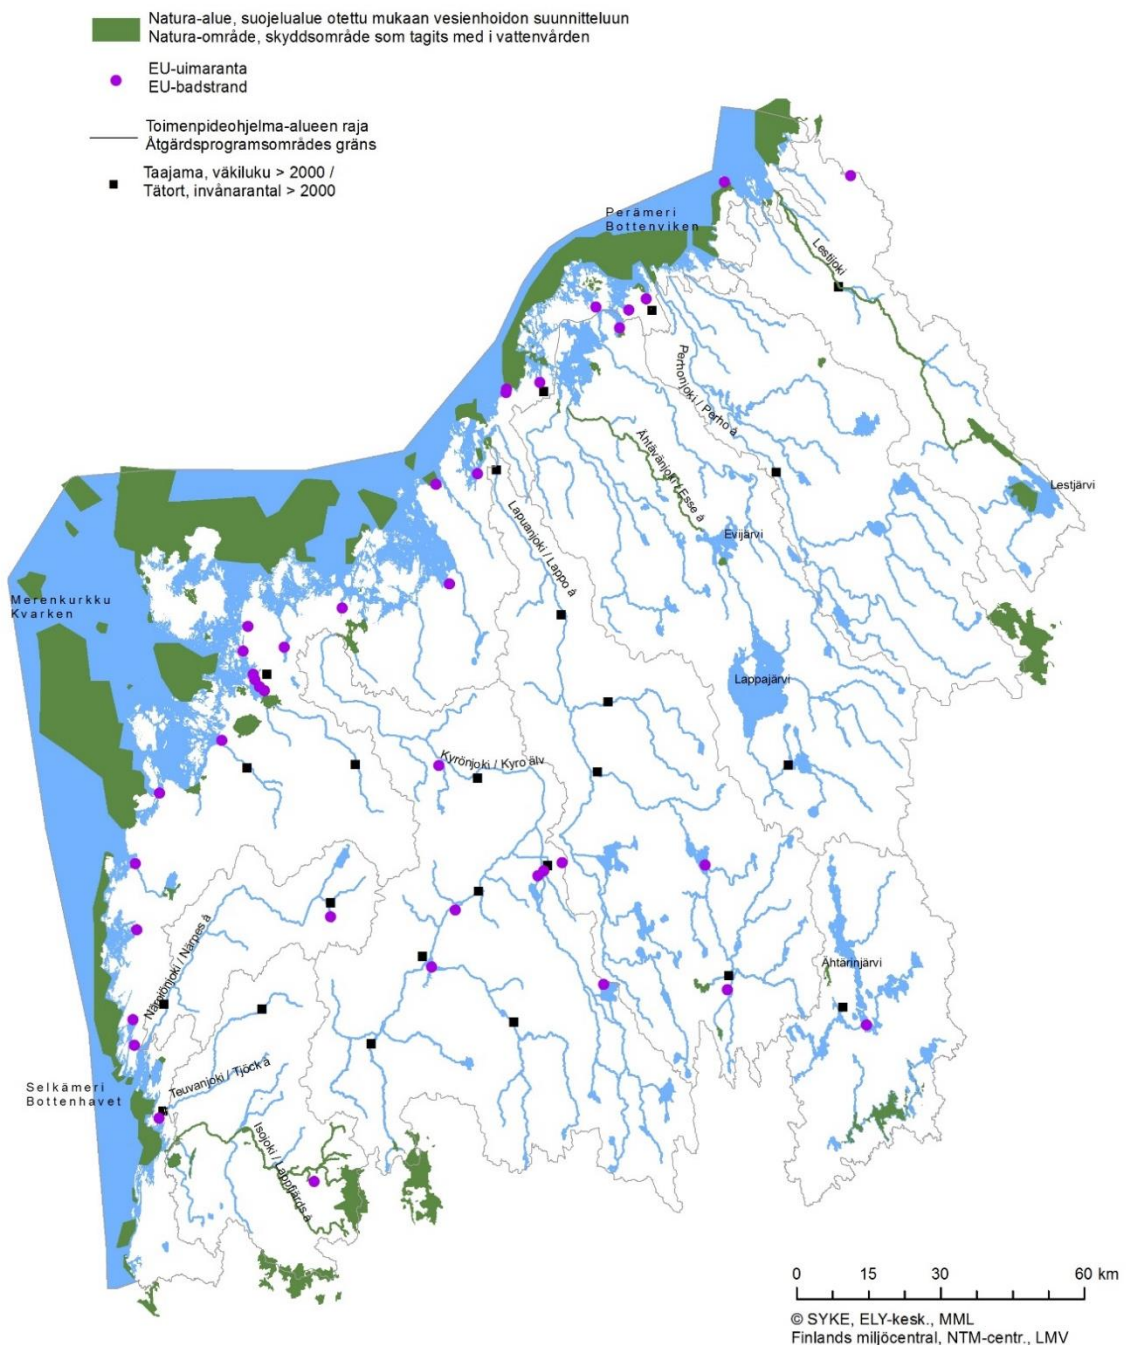 Natura-alue, suojelualue otettu mukaan vesienhoidon suunnitteluun
Natura-område, skyddsområde som tagits med i vattenvården
EU-uimaranta
EU-badstrand
Toimenpideohjelma-alueen raja
Åtgärdsprogramsområdes gräns
Taajama, väkiluku > 2000 /
Tätort, invånarantal > 2000
Perämeri
Bottenviken
Lestijoki
Perhonjoki / Perho å
Ähtävänjoki / Esse å
Lestjärvi
Evijärvi
Lapuanjoki / Lappo å
Merenkurkku
Kvarken
Lappajärvi
Kyrönjoki / Kyro älv
Närpiönjoki / Närpes å
Ähtärinjärvi
Selkämeri
Bottenhavet
Teuvanjoki / Tjöck å
Isojoki / Lappfjärds å
0 15 30 60 km
© SYKE, ELY-kesk., MML
Finlands miljöcentral, NTM-centr., LMV